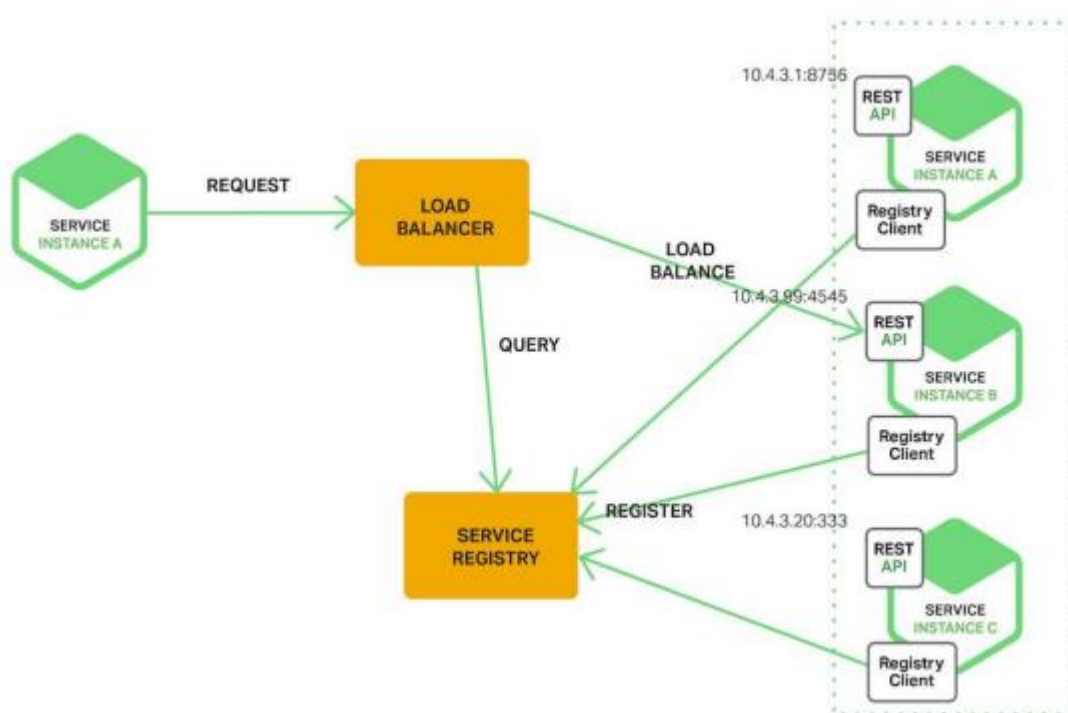 10.4.3.1:8756
REST
API
SERVICE
INSTANCE A
Registry
Client
SERVICE
INSTANCE A
REQUEST
LOAD
BALANCER
LOAD
BALANCE
10.4.3.99:4545
REST
API
SERVICE
INSTANCE B
Registry
Client
QUERY
SERVICE
REGISTRY
REGISTER
10.4.3.20:333
REST
API
SERVICE
INSTANCE C
Registry
Client